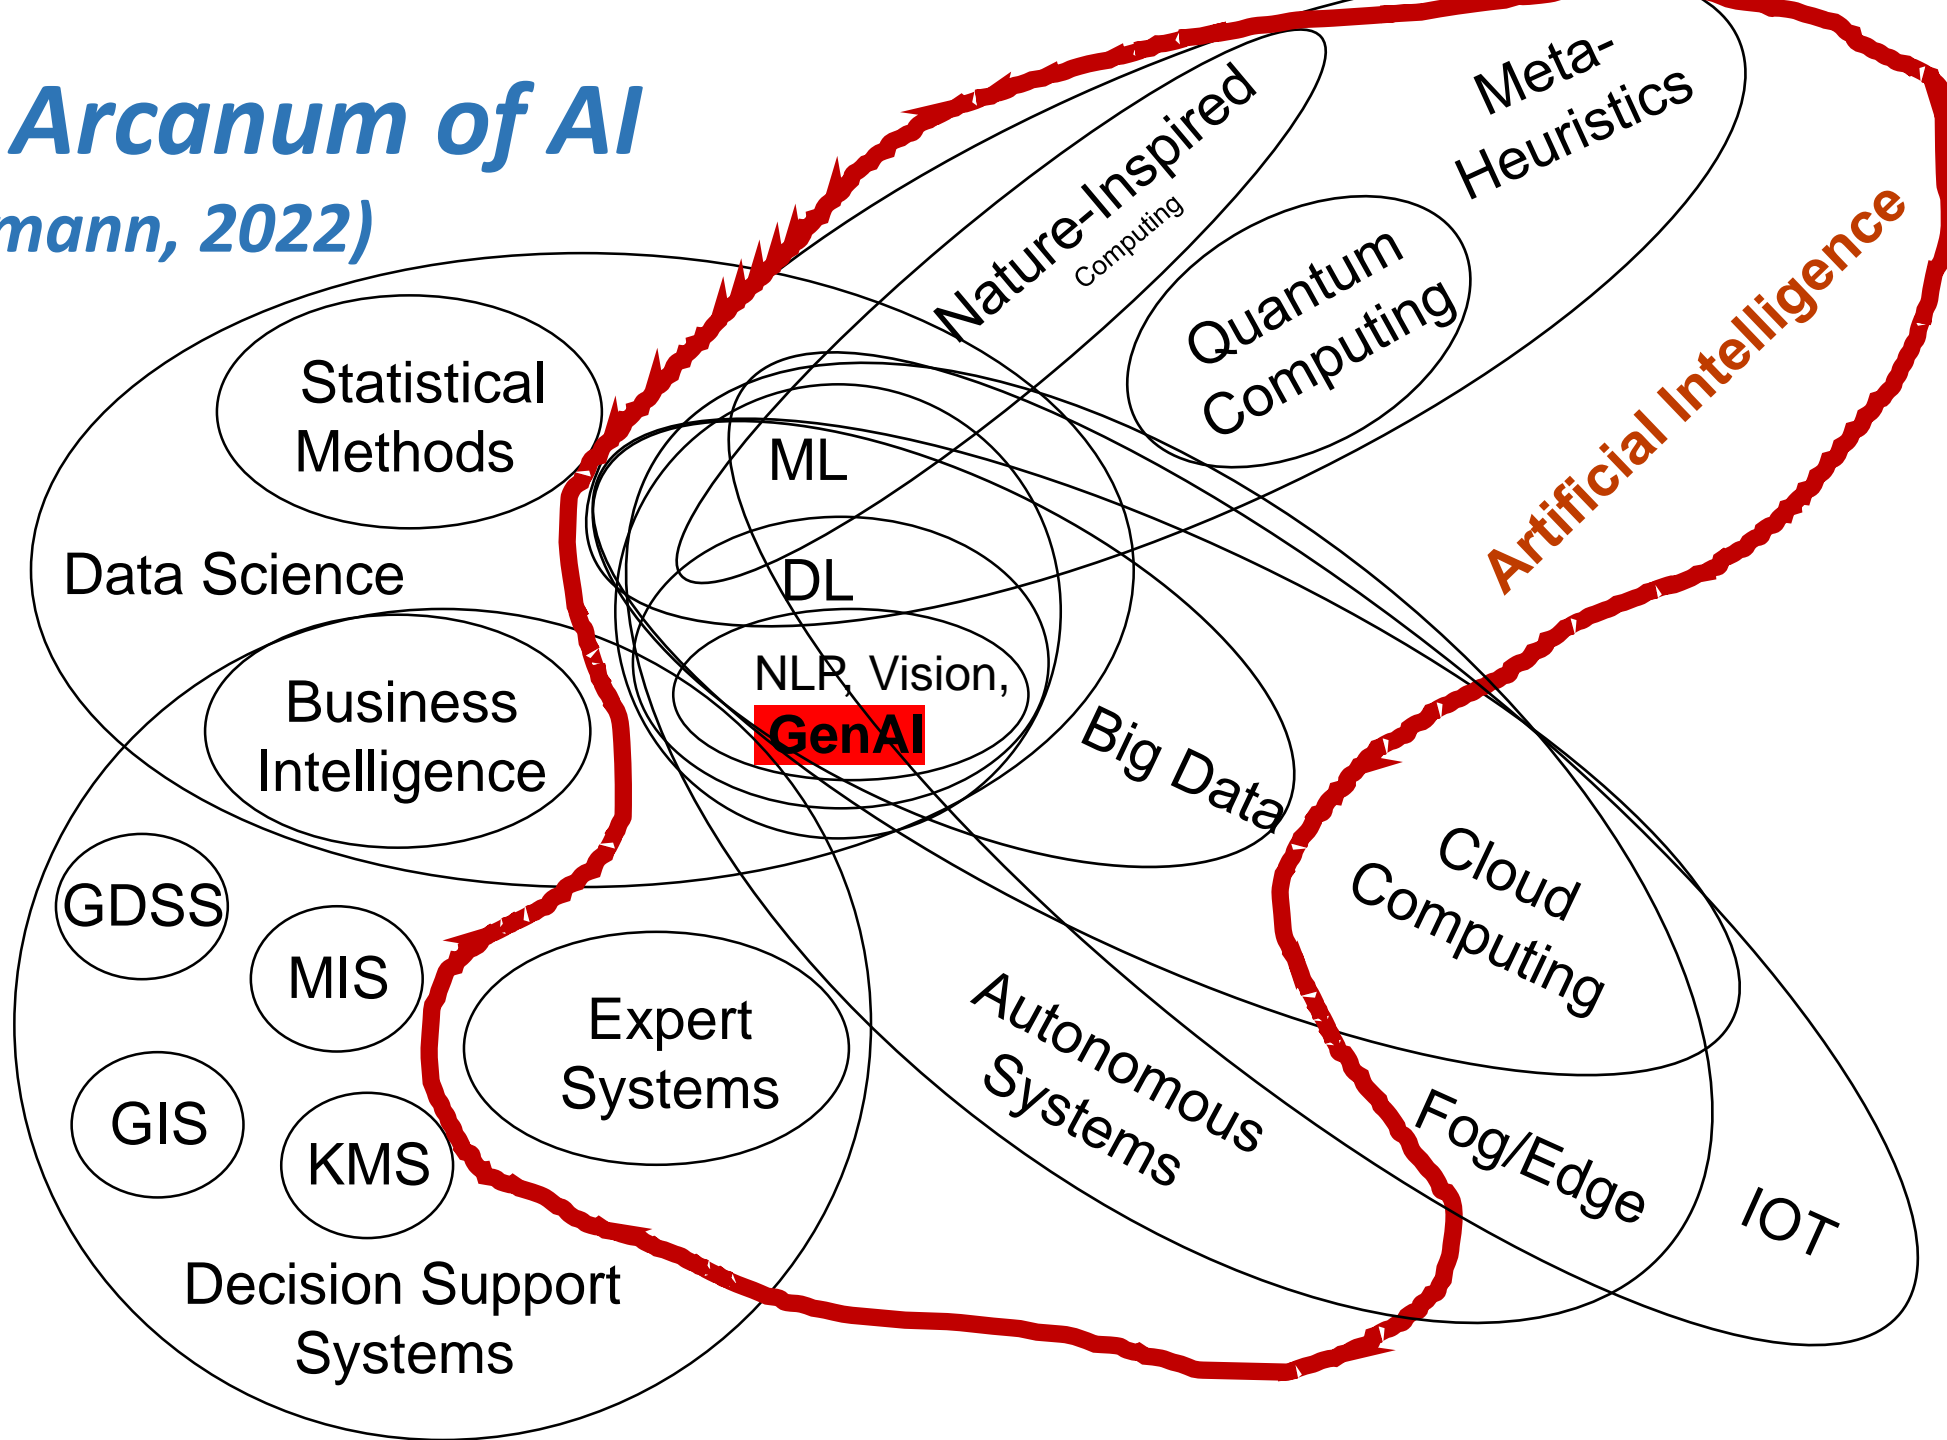 Arcanum of AI
mann, 2022)
Meta-
Heuristics
Nature-Inspired
Computing
Quantum
Computing
Artificial Intelligence
Statistical
Methods
ML
Data Science
DL
NLP, Vision,
GenAI
Business
Intelligence
Big Data
Cloud
Computing
GDSS
MIS
Expert
Systems
Autonomous
Systems
GIS
KMS
Fog/Edge
IOT
Decision Support
Systems